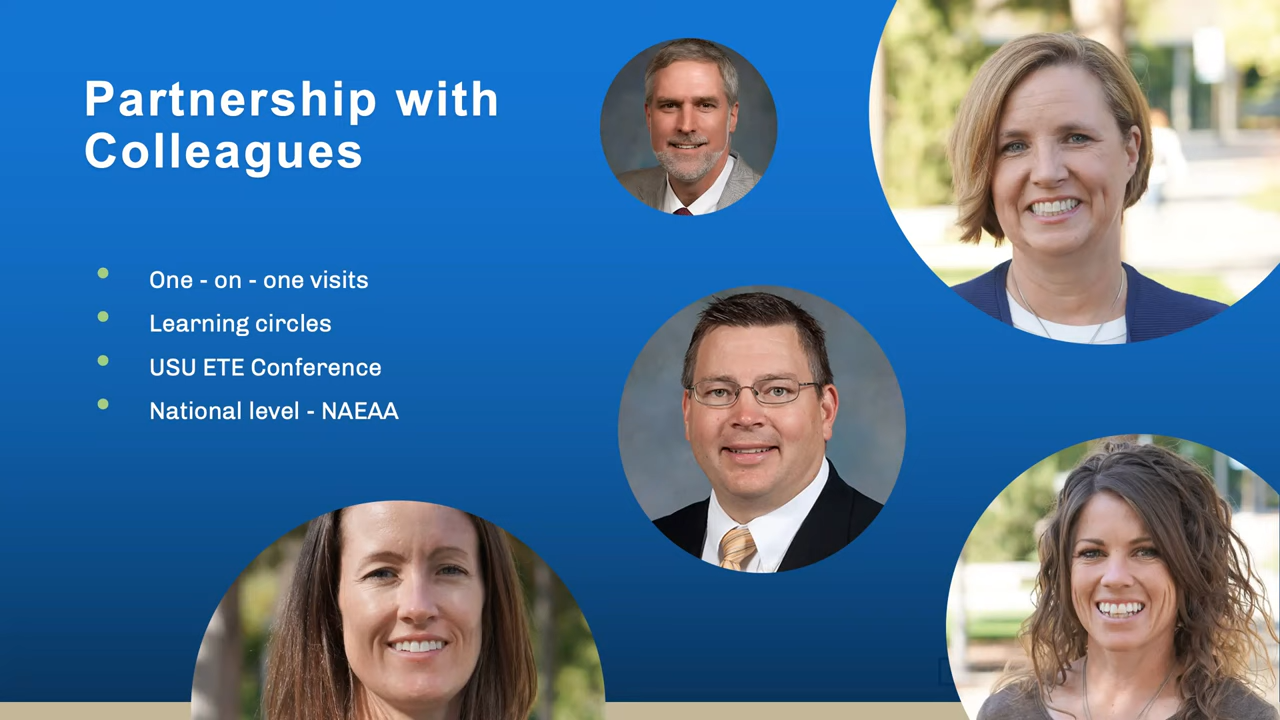 Partnership with
Colleagues
One - on - one visits
Learning circles
USU ETE Conference
National level - NAEAA